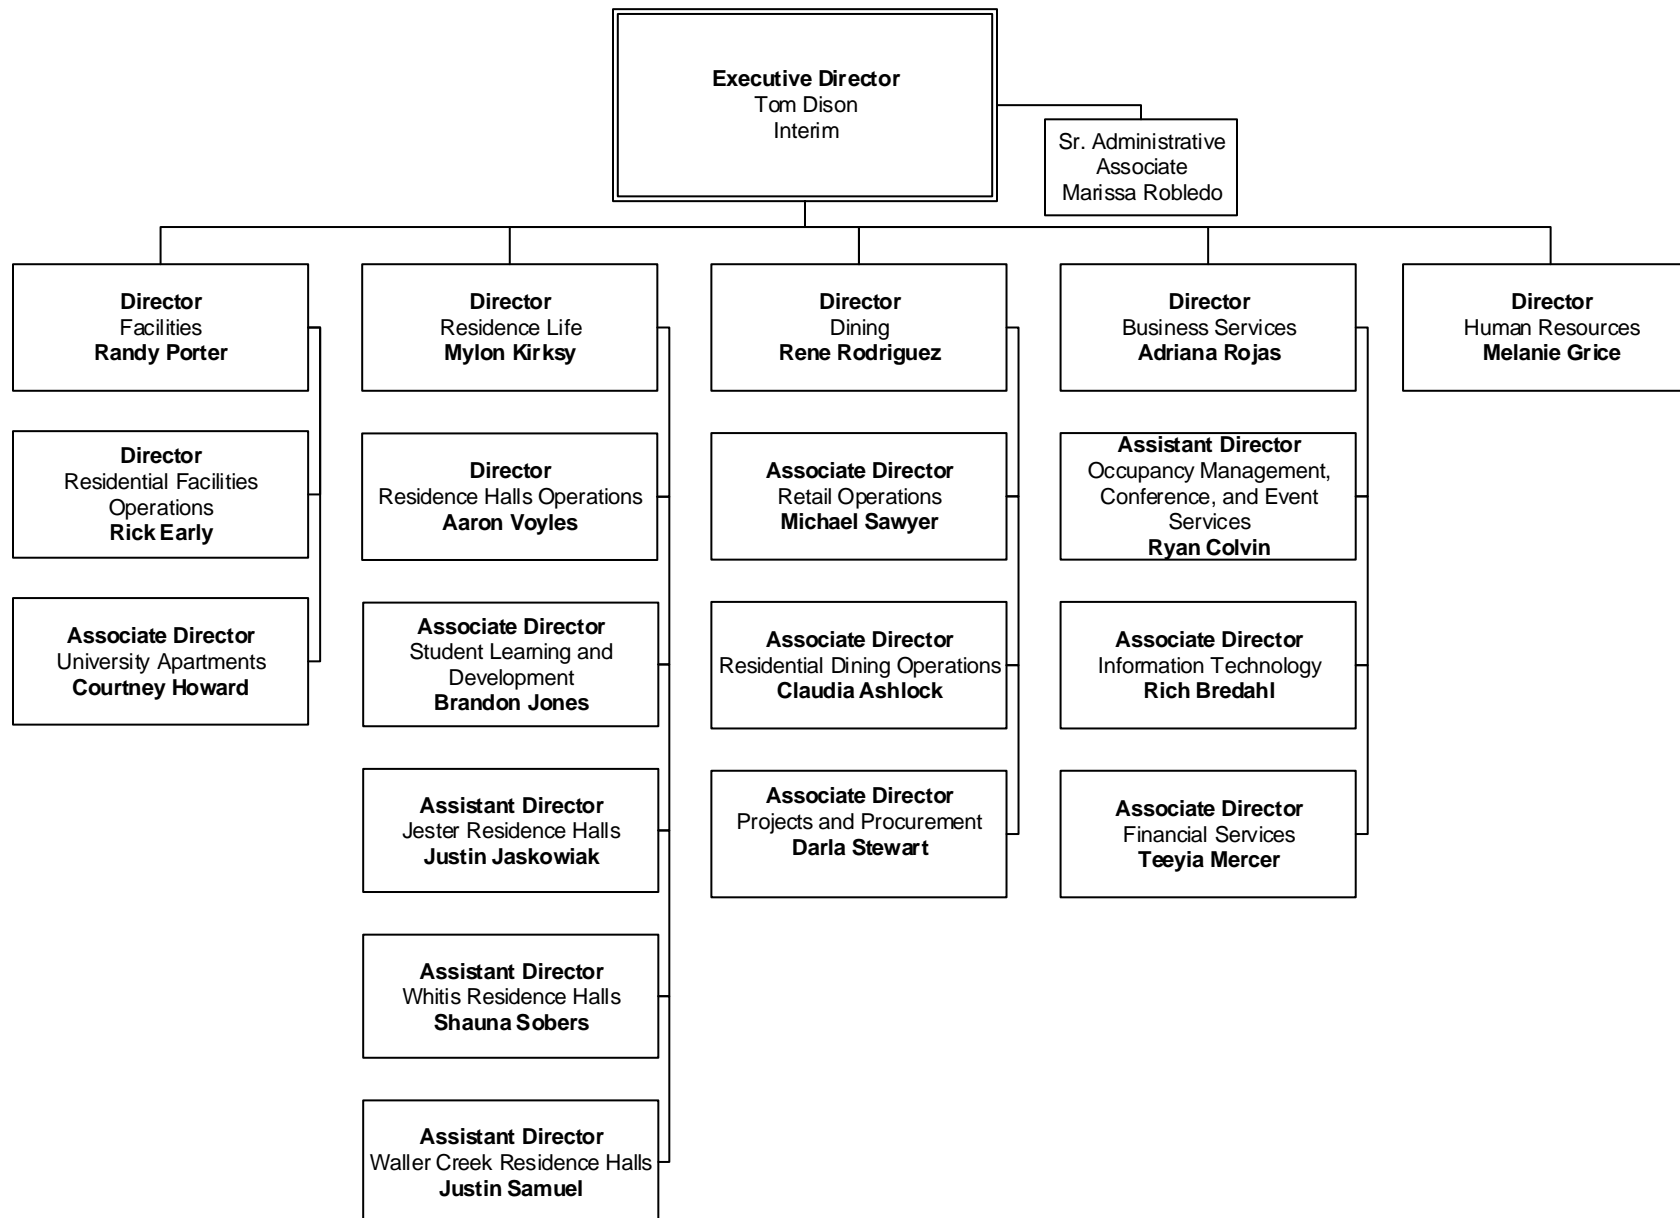 Executive Director
Tom Dison
Interim
Sr. Administrative
Associate
Marissa Robledo
Director
Facilities
Randy Porter
Director
Residence Life
Mylon Kirksy
Director
Dining
Rene Rodriguez
Director
Business Services
Adriana Rojas
Director
Human Resources
Melanie Grice
Director
Residential Facilities
Operations
Rick Early
Director
Residence Halls Operations
Aaron Voyles
Associate Director
Retail Operations
Michael Sawyer
Assistant Director
Occupancy Management,
Conference, and Event
Services
Ryan Colvin
Associate Director
University Apartments
Courtney Howard
Associate Director
Student Learning and
Development
Brandon Jones
Associate Director
Residential Dining Operations
Claudia Ashlock
Associate Director
Information Technology
Rich Bredahl
Assistant Director
Jester Residence Halls
Justin Jaskowiak
Associate Director
Projects and Procurement
Darla Stewart
Associate Director
Financial Services
Teeyia Mercer
Assistant Director
Whitis Residence Halls
Shauna Sobers
Assistant Director
Waller Creek Residence Halls
Justin Samuel